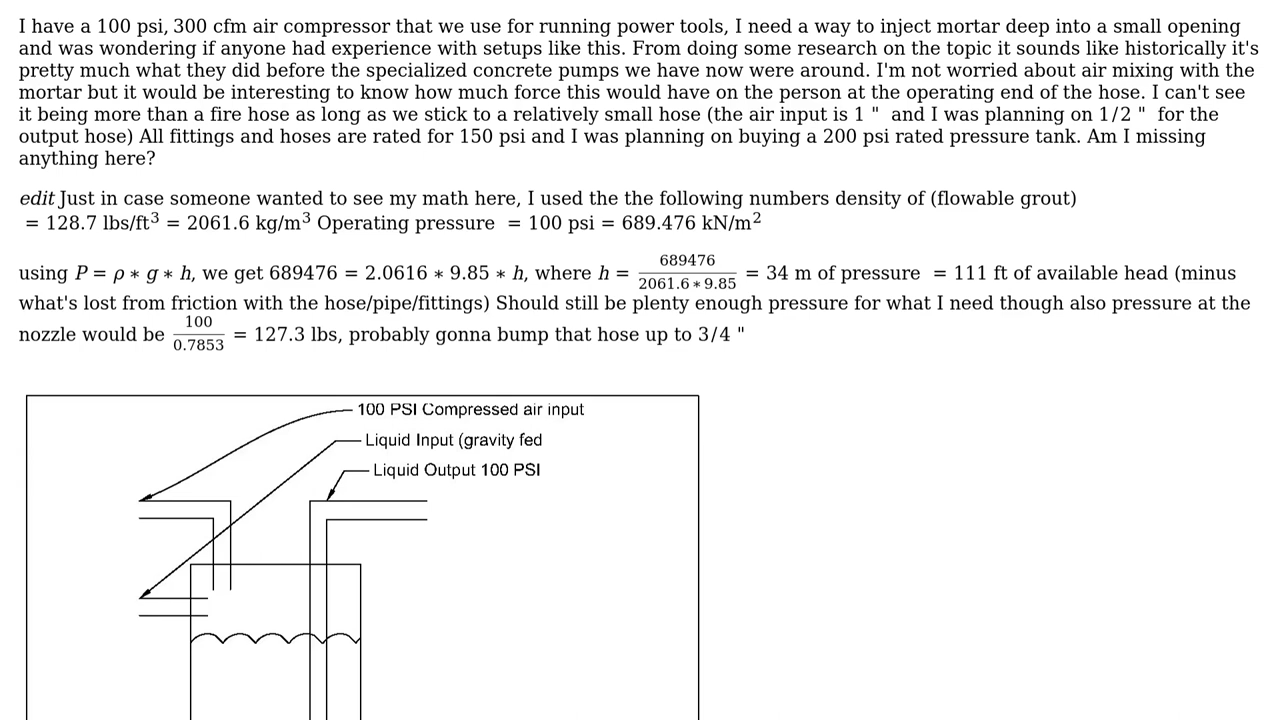 I have a 100 psi, 300 cfm air compressor that we use for running power tools, I need a way to inject mortar deep into a small opening
and was wondering if anyone had experience with setups like this. From doing some research on the topic it sounds like historically it's
pretty much what they did before the specialized concrete pumps we have now were around. I'm not worried about air mixing with the
mortar but it would be interesting to know how much force this would have on the person at the operating end of the hose. I can't see
it being more than a fire hose as long as we stick to a relatively small hose (the air input is 1 " and I was planning on 1/2 " for the
output hose) All fittings and hoses are rated for 150 psi and I was planning on buying a 200 psi rated pressure tank. Am I missing
anything here?
edit Just in case someone wanted to see my math here, I used the the following numbers density of (flowable grout)
= 128.7 lbs/ft³ = 2061.6 kg/m³ Operating pressure = 100 psi = 689.476 kN/m²
using P = ρ ∗ g ∗ h, we get 689476 = 2.0616 ∗ 9.85 ∗ h, where h = 689476 / 2061.6 ∗ 9.85 = 34 m of pressure = 111 ft of available head (minus
what's lost from friction with the hose/pipe/fittings) Should still be plenty enough pressure for what I need though also pressure at the
nozzle would be 100 / 0.7853 = 127.3 lbs, probably gonna bump that hose up to 3/4 "
100 PSI Compressed air input
Liquid Input (gravity fed
Liquid Output 100 PSI